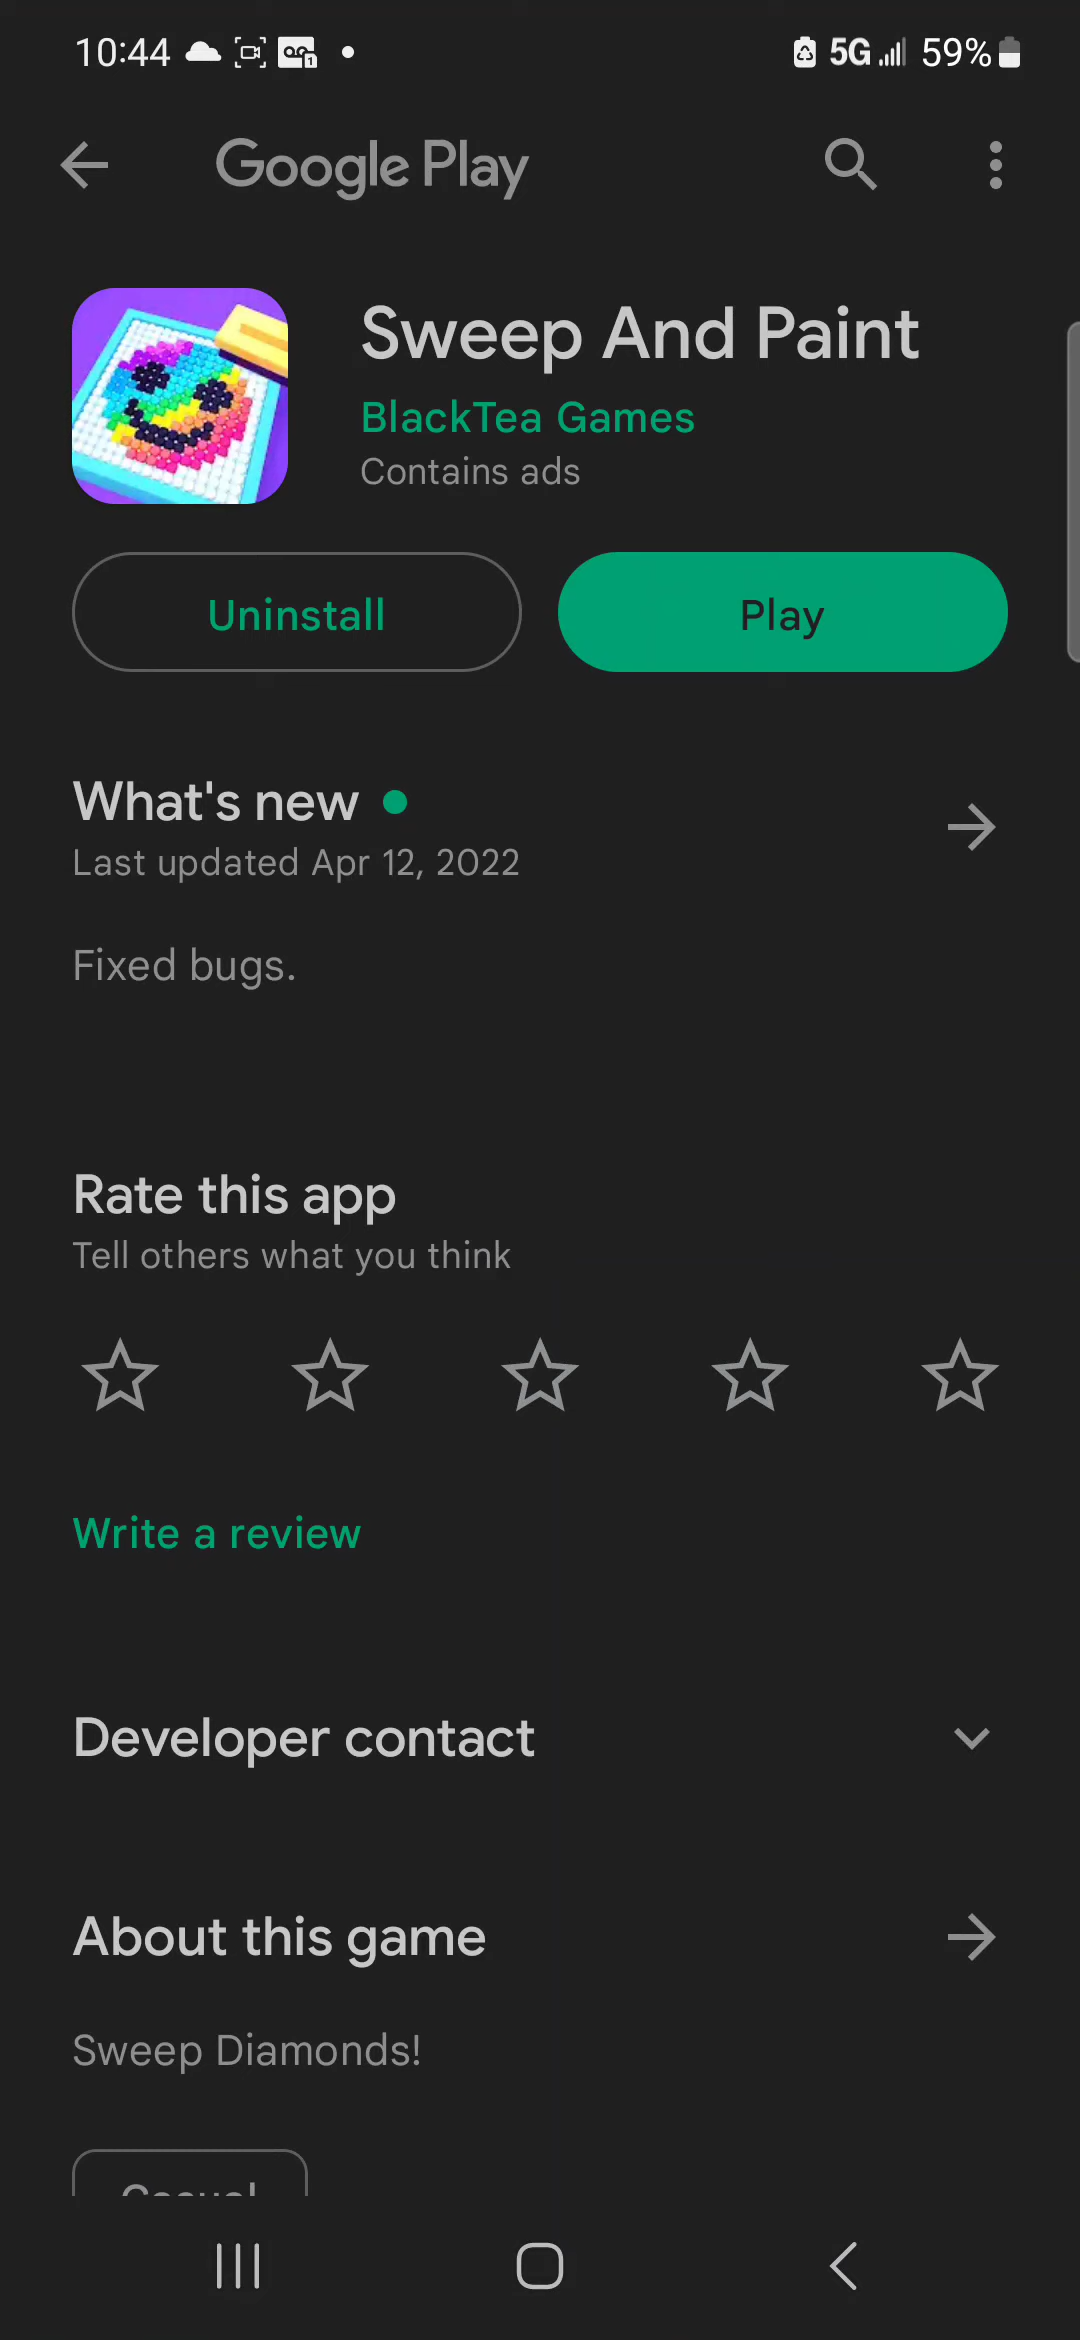 10:44
5G 59%
Google Play
Sweep And Paint
BlackTea Games
Contains ads
Uninstall
Play
What's new
Last updated Apr 12, 2022
Fixed bugs.
Rate this app
Tell others what you think
Write a review
Developer contact
About this game
Sweep Diamonds!
Casual